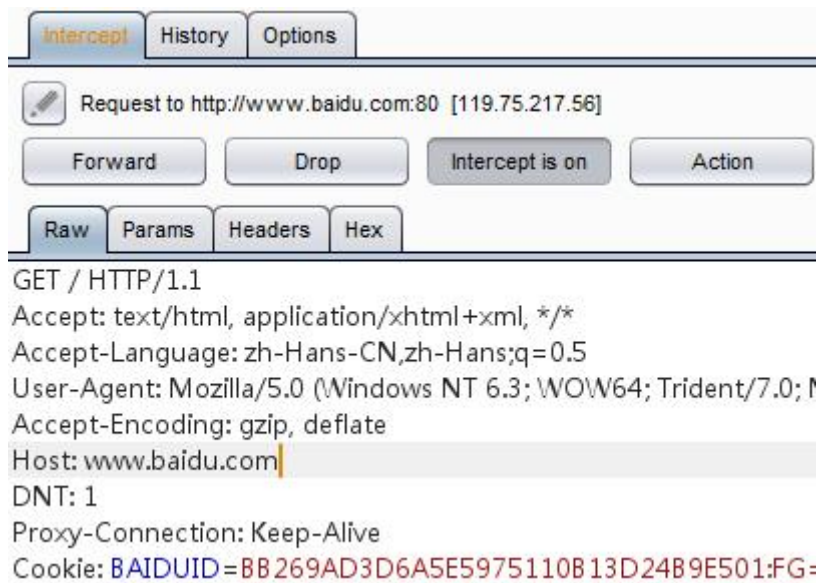 Intercept History Options
Request to http://www.baidu.com:80 [119.75.217.56]
Forward Drop Intercept is on Action
Raw Params Headers Hex
GET / HTTP/1.1
Accept: text/html, application/xhtml+xml, */*
Accept-Language: zh-Hans-CN,zh-Hans;q=0.5
User-Agent: Mozilla/5.0 (Windows NT 6.3; WOW64; Trident/7.0;
Accept-Encoding: gzip, deflate
Host: www.baidu.com
DNT: 1
Proxy-Connection: Keep-Alive
Cookie: BAIDUID=BB269AD3D6A5E5975110B13D24B9E501:FG=